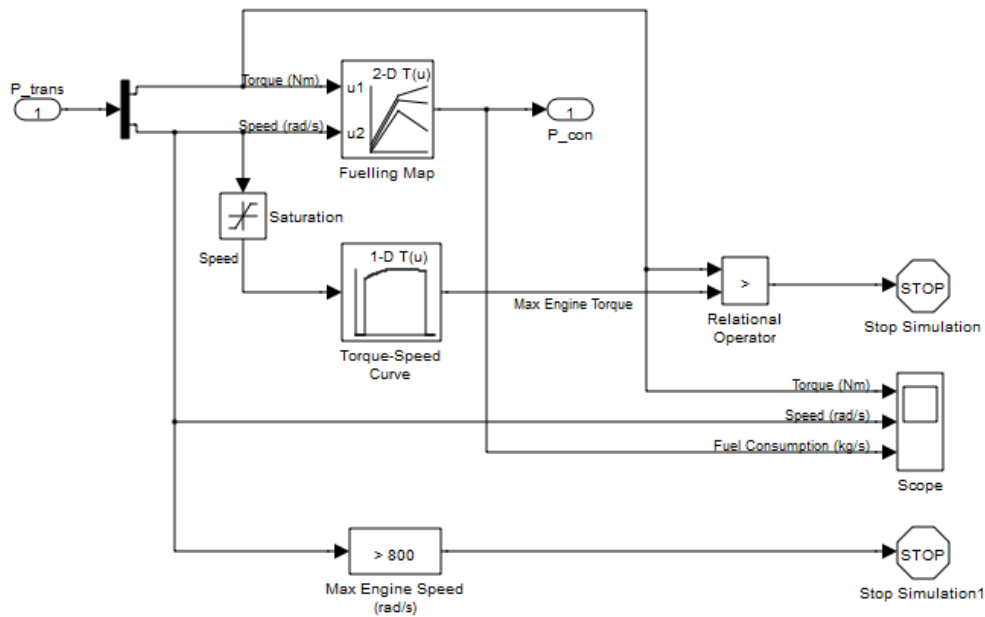 P_trans
1
Torque (Nm)
Speed (rad/s)
2-D T(u)
u1
u2
Fuelling Map
1
P_con
Saturation
Speed
1-D T(u)
Torque-Speed
Curve
Max Engine Torque
>
Relational
Operator
STOP
Stop Simulation
Torque (Nm)
Speed (rad/s)
Fuel Consumption (kg/s)
Scope
> 800
Max Engine Speed
(rad/s)
STOP
Stop Simulation1